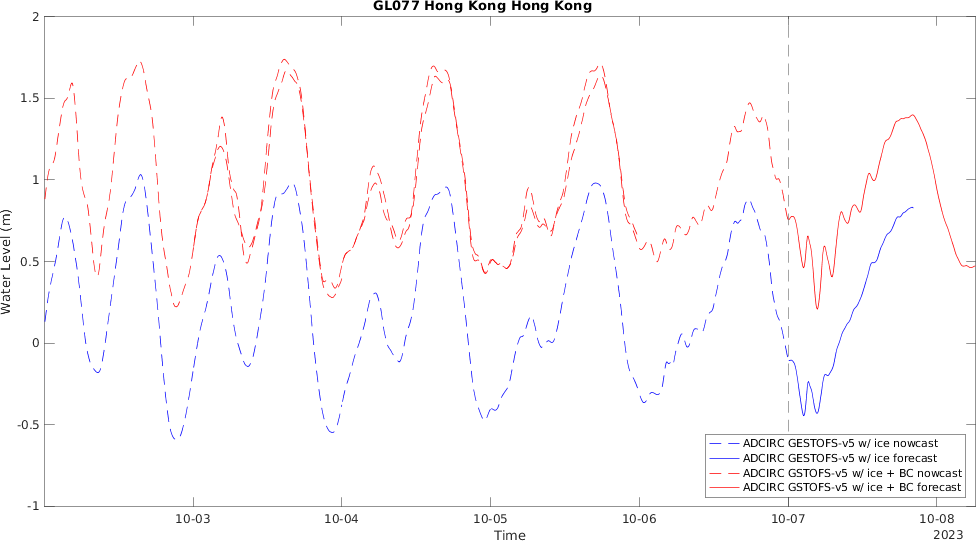 GL077 Hong Kong Hong Kong
2
1.5
1
0.5
0
-0.5
-1
Water Level (m)
10-03 10-04 10-05 10-06 10-07 10-08
Time
2023
ADCIRC GESTOFS-v5 w/ ice nowcast
ADCIRC GESTOFS-v5 w/ ice forecast
ADCIRC GSTOFS-v5 w/ ice + BC nowcast
ADCIRC GSTOFS-v5 w/ ice + BC forecast